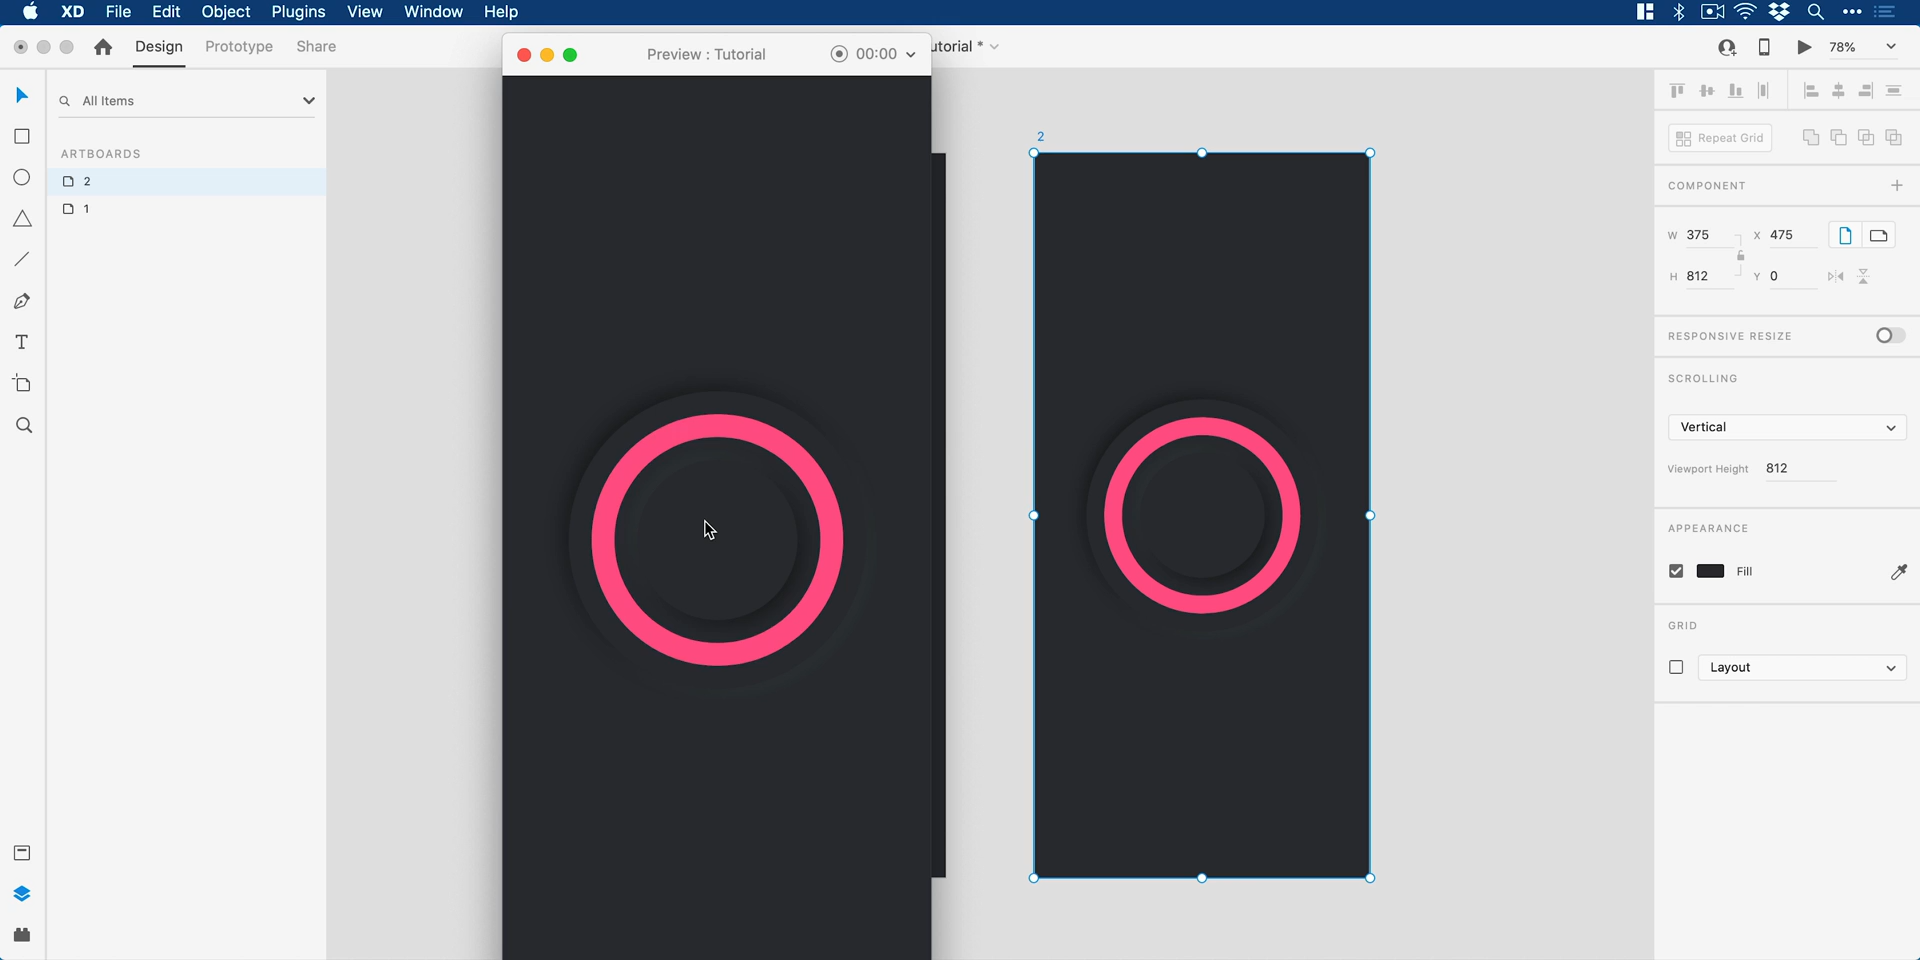 XD File Edit Object Plugins View Window Help
Design Prototype Share
Preview : Tutorial 00:00
utorial *
78%
All Items
ARTBOARDS
2
1
2
Repeat Grid
COMPONENT
W 375 X 475
H 812 Y 0
RESPONSIVE RESIZE
SCROLLING
Vertical
Viewport Height 812
APPEARANCE
Fill
GRID
Layout